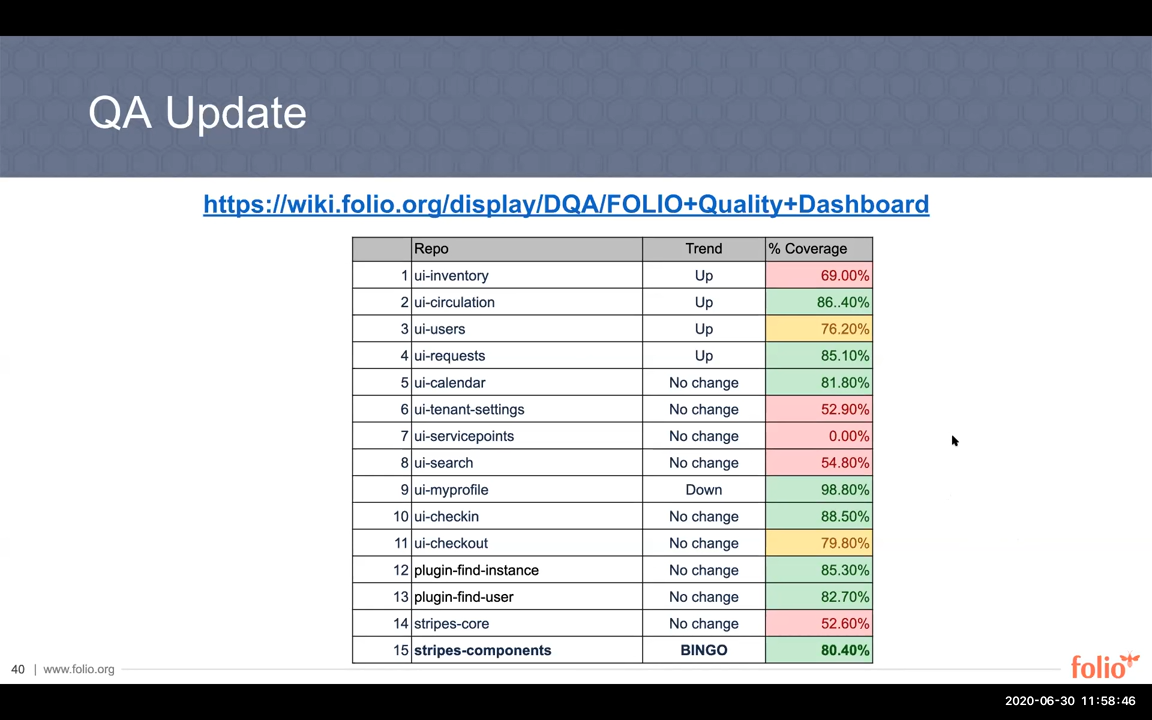 QA Update
https://wiki.folio.org/display/DQA/FOLIO+Quality+Dashboard
Repo Trend % Coverage
1 ui-inventory Up 69.00%
2 ui-circulation Up 86..40%
3 ui-users Up 76.20%
4 ui-requests Up 85.10%
5 ui-calendar No change 81.80%
6 ui-tenant-settings No change 52.90%
7 ui-servicepoints No change 0.00%
8 ui-search No change 54.80%
9 ui-myprofile Down 98.80%
10 ui-checkin No change 88.50%
11 ui-checkout No change 79.80%
12 plugin-find-instance No change 85.30%
13 plugin-find-user No change 82.70%
14 stripes-core No change 52.60%
15 stripes-components BINGO 80.40%
40 | www.folio.org
folio
2020-06-30 11:58:46